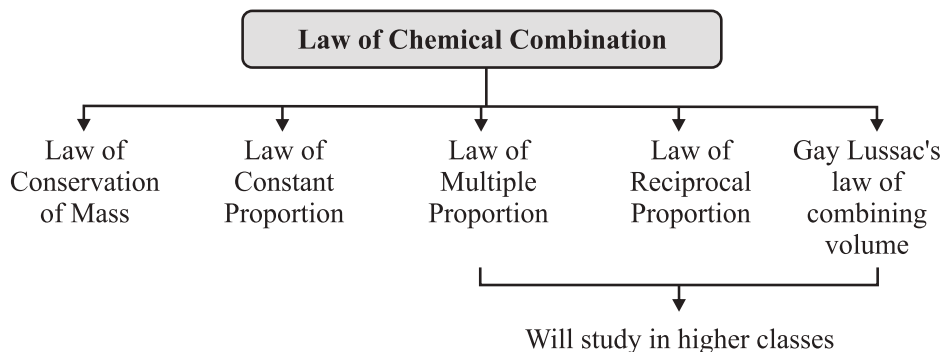 Law of Chemical Combination
Law of
Conservation
of Mass
Law of
Constant
Proportion
Law of
Multiple
Proportion
Law of
Reciprocal
Proportion
Gay Lussac's
law of
combining
volume
Will study in higher classes